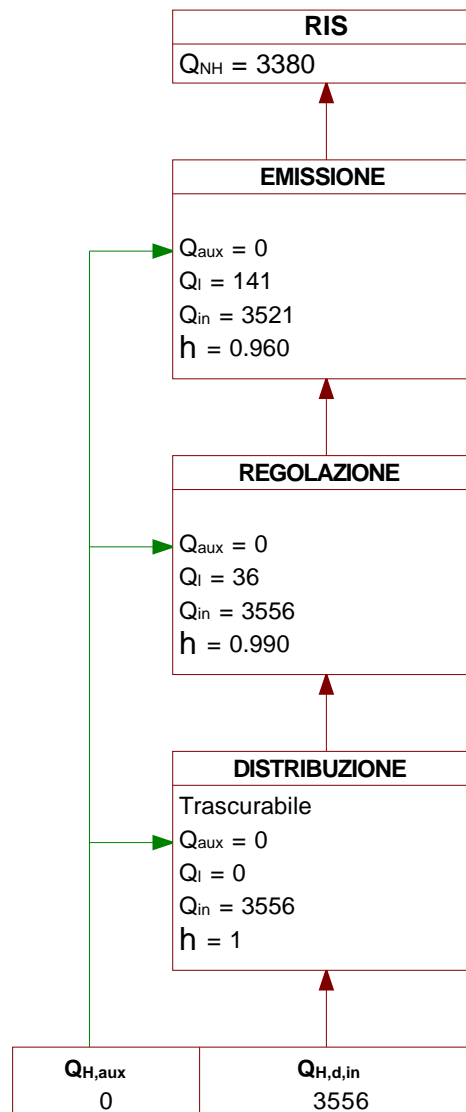 RIS
QNH = 3380
EMISSIONE
Qaux = 0
Ql = 141
Qin = 3521
h = 0.960
REGOLAZIONE
Qaux = 0
Ql = 36
Qin = 3556
h = 0.990
DISTRIBUZIONE
Trascurabile
Qaux = 0
Ql = 0
Qin = 3556
h = 1
QH,aux QH,d,in
0 3556